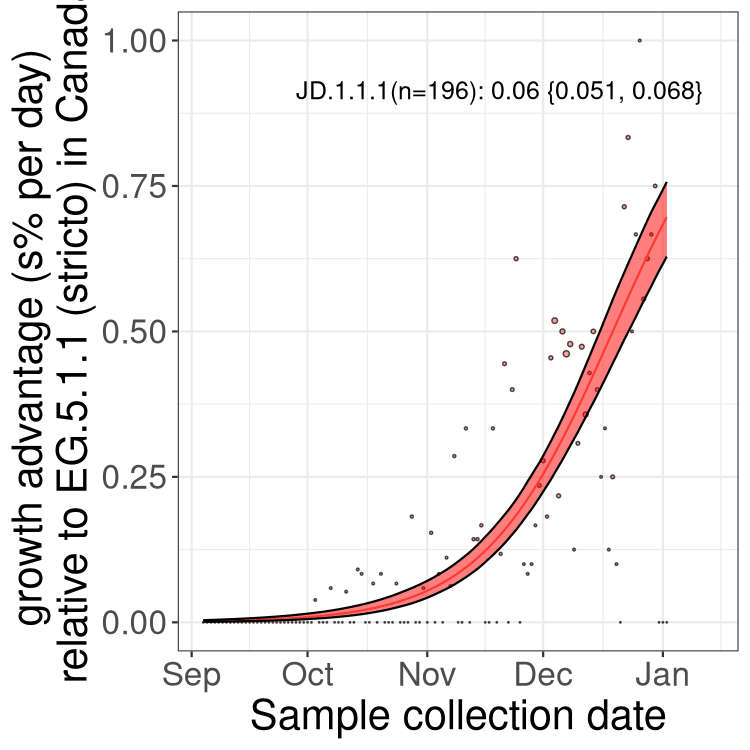 growth advantage (s% per day)
relative to EG.5.1.1 (stricto) in Canada
1.00
0.75
0.50
0.25
0.00
JD.1.1.1(n=196): 0.06 {0.051, 0.068}
Sep Oct Nov Dec Jan
Sample collection date